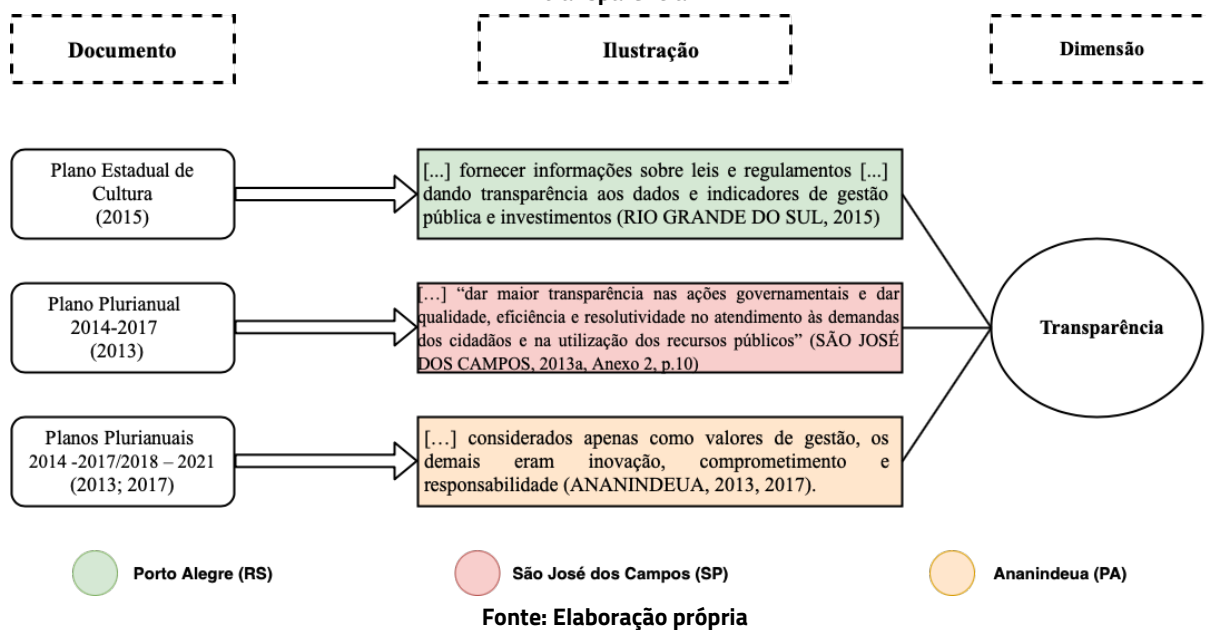 Documento
Ilustração
Dimensão
Plano Estadual de
Cultura
(2015)
[...] fornecer informações sobre leis e regulamentos [...]
dando transparência aos dados e indicadores de gestão
pública e investimentos (RIO GRANDE DO SUL, 2015)
Plano Plurianual
2014-2017
(2013)
[…] “dar maior transparência nas ações governamentais e dar
qualidade, eficiência e resolutividade no atendimento às demandas
dos cidadãos e na utilização dos recursos públicos” (SÃO JOSÉ
DOS CAMPOS, 2013a, Anexo 2, p.10)
Transparência
Planos Plurianuais
2014 -2017/2018 – 2021
(2013; 2017)
[…] considerados apenas como valores de gestão, os
demais eram inovação, comprometimento e
responsabilidade (ANANINDEUA, 2013, 2017).
Porto Alegre (RS)
São José dos Campos (SP)
Ananindeua (PA)
Fonte: Elaboração própria